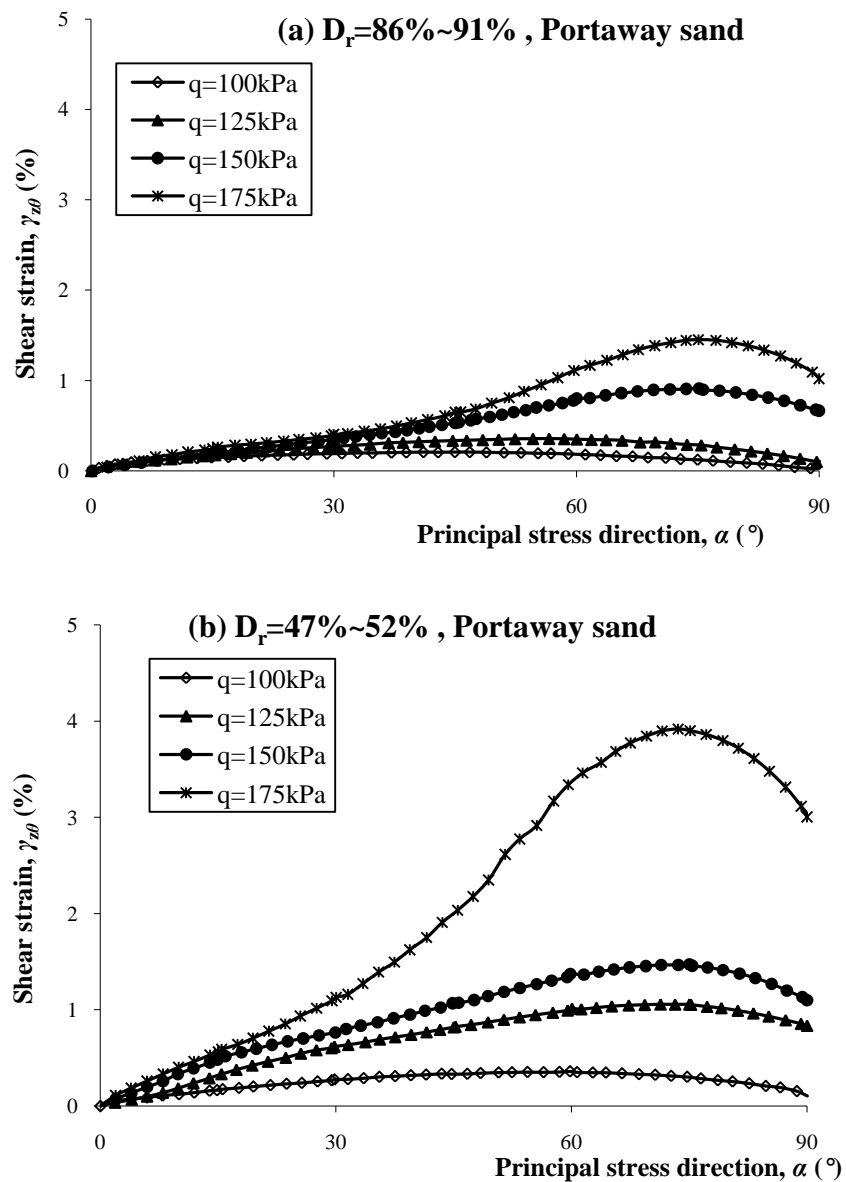 (a) Dr=86%~91% , Portaway sand
5
4
3
2
1
0
Shear strain, γzθ (%)
q=100kPa
q=125kPa
q=150kPa
q=175kPa
0 30 60 90
Principal stress direction, α (°)
(b) Dr=47%~52% , Portaway sand
5
4
3
2
1
0
Shear strain, γzθ (%)
q=100kPa
q=125kPa
q=150kPa
q=175kPa
0 30 60 90
Principal stress direction, α (°)